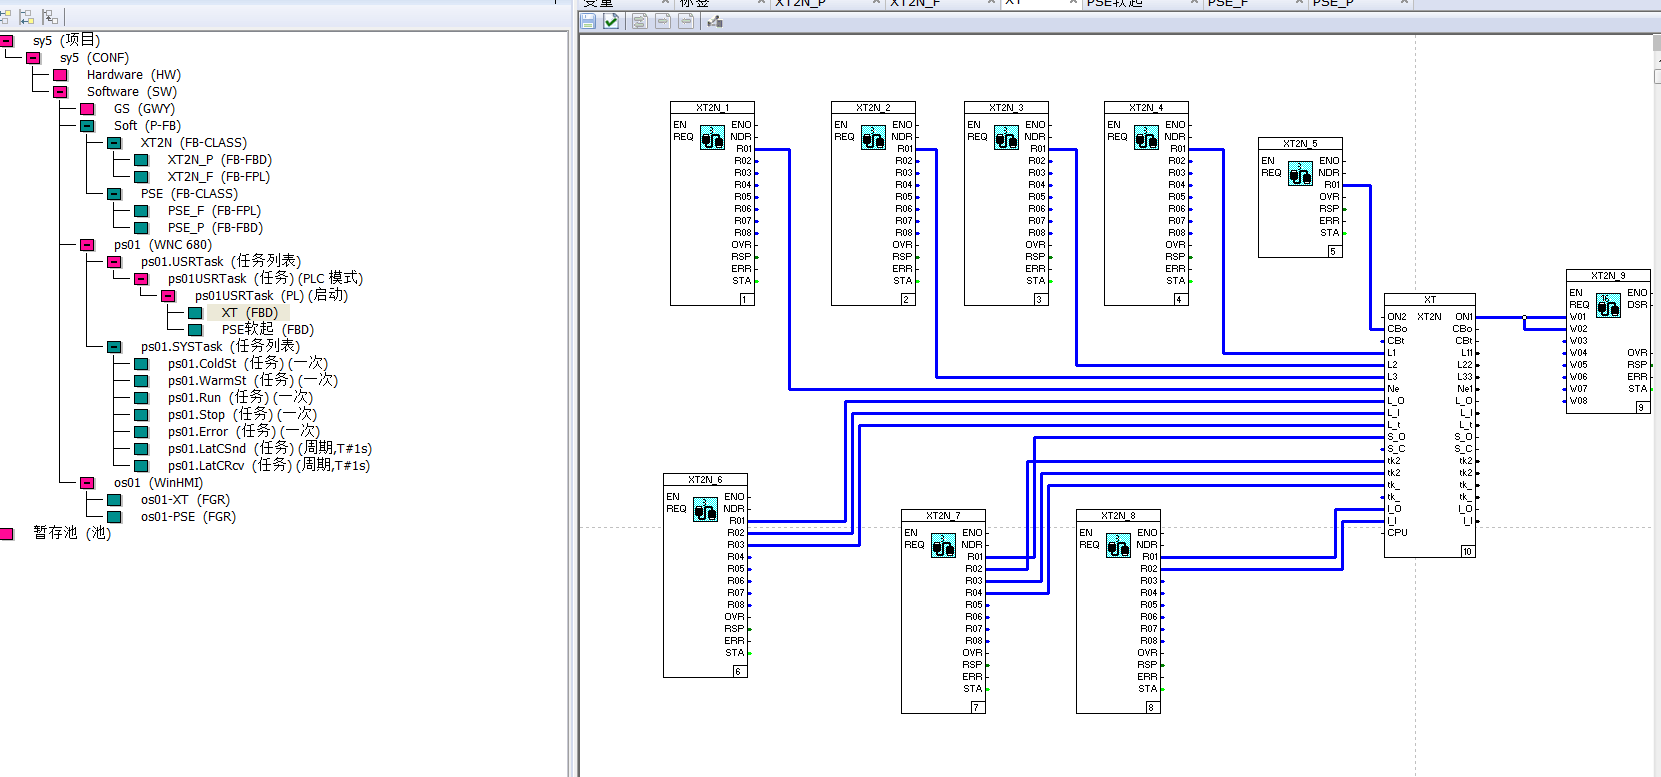 变量
标签
XT2N_P
XT2N_F
XT
PSE软起
PSE_F
PSE_P
sy5 (项目)
sy5 (CONF)
Hardware (HW)
Software (SW)
GS (GWY)
Soft (P-FB)
XT2N (FB-CLASS)
XT2N_P (FB-FBD)
XT2N_F (FB-FPL)
PSE (FB-CLASS)
PSE_F (FB-FPL)
PSE_P (FB-FBD)
ps01 (WNC 680)
ps01.USRTask (任务列表)
ps01USRTask (任务) (PLC 模式)
ps01USRTask (PL) (启动)
XT (FBD)
PSE软起 (FBD)
ps01.SYSTask (任务列表)
ps01.ColdSt (任务) (一次)
ps01.WarmSt (任务) (一次)
ps01.Run (任务) (一次)
ps01.Stop (任务) (一次)
ps01.Error (任务) (一次)
ps01.LatCSnd (任务) (周期,T#1s)
ps01.LatCRcv (任务) (周期,T#1s)
os01 (WinHMI)
os01-XT (FGR)
os01-PSE (FGR)
暂存池 (池)
XT2N_1
EN ENO
REQ 3 NDR
R01
R02
R03
R04
R05
R06
R07
R08
OVR
RSP
ERR
STA
1
XT2N_2
EN ENO
REQ 3 NDR
R01
R02
R03
R04
R05
R06
R07
R08
OVR
RSP
ERR
STA
2
XT2N_3
EN ENO
REQ 3 NDR
R01
R02
R03
R04
R05
R06
R07
R08
OVR
RSP
ERR
STA
3
XT2N_4
EN ENO
REQ 3 NDR
R01
R02
R03
R04
R05
R06
R07
R08
OVR
RSP
ERR
STA
4
XT2N_5
EN ENO
REQ 3 NDR
R01
OVR
RSP
ERR
STA
5
XT2N_9
EN ENO
REQ 16 DSR
W01
W02
W03
W04 OVR
W05 RSP
W06 ERR
W07 STA
W08
9
XT
ON2 XT2N ON1
CBo CBo
CBt CBt
L1 L11
L2 L22
L3 L33
Ne Ne1
L_O L_O
L_I L_I
L_t L_t
S_O S_O
S_C S_C
tk2 tk2
tk2 tk2
tk_ tk_
tk_ tk_
I_O I_O
I_I I_I
CPU
10
XT2N_6
EN ENO
REQ 3 NDR
R01
R02
R03
R04
R05
R06
R07
R08
OVR
RSP
ERR
STA
6
XT2N_7
EN ENO
REQ 3 NDR
R01
R02
R03
R04
R05
R06
R07
R08
OVR
RSP
ERR
STA
7
XT2N_8
EN ENO
REQ 3 NDR
R01
R02
R03
R04
R05
R06
R07
R08
OVR
RSP
ERR
STA
8